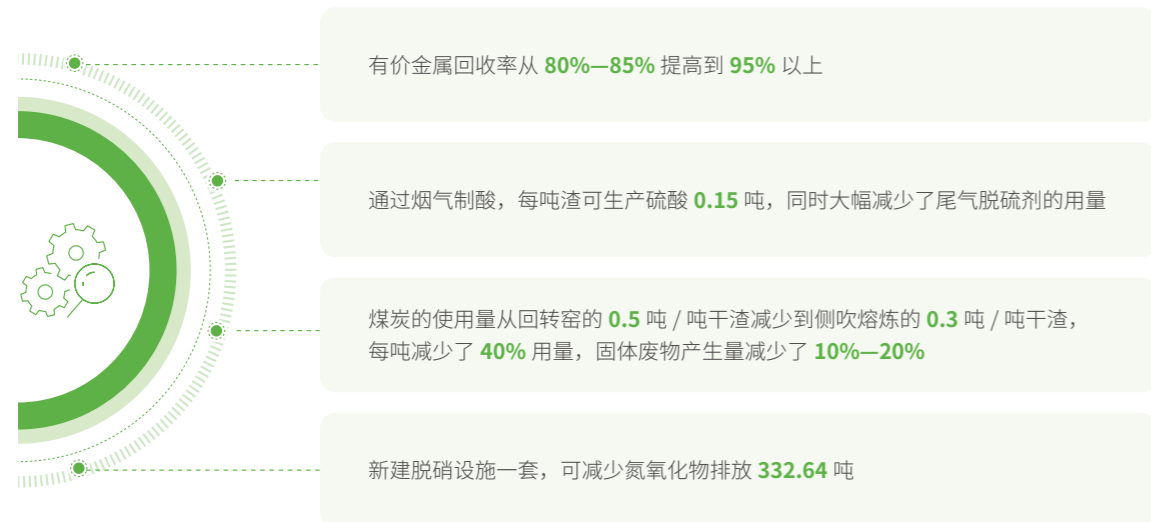 有价金属回收率从 80%—85% 提高到 95% 以上
通过烟气制酸，每吨渣可生产硫酸 0.15 吨，同时大幅减少了尾气脱硫剂的用量
煤炭的使用量从回转窑的 0.5 吨 / 吨干渣减少到侧吹熔炼的 0.3 吨 / 吨干渣，
每吨减少了 40% 用量，固体废物产生量减少了 10%—20%
新建脱硝设施一套，可减少氮氧化物排放 332.64 吨